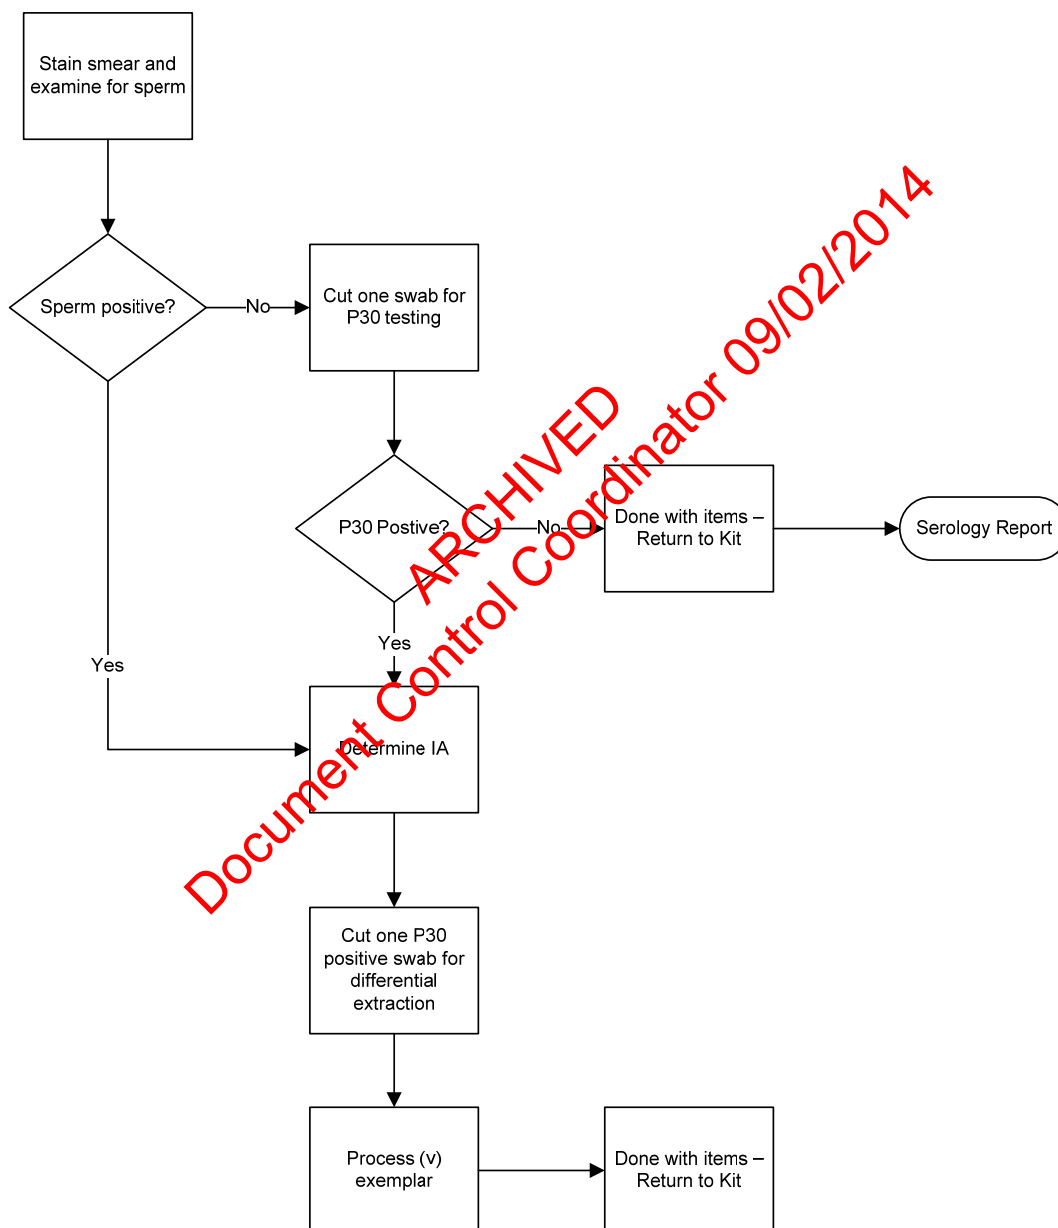 Stain smear and
examine for sperm
Sperm positive?
No
Cut one swab for
P30 testing
P30 Postive?
No
Done with items –
Return to Kit
Serology Report
Yes
Yes
Determine IA
Cut one P30
positive swab for
differential
extraction
Process (v)
exemplar
Done with items –
Return to Kit
ARCHIVED
Document Control Coordinator 09/02/2014